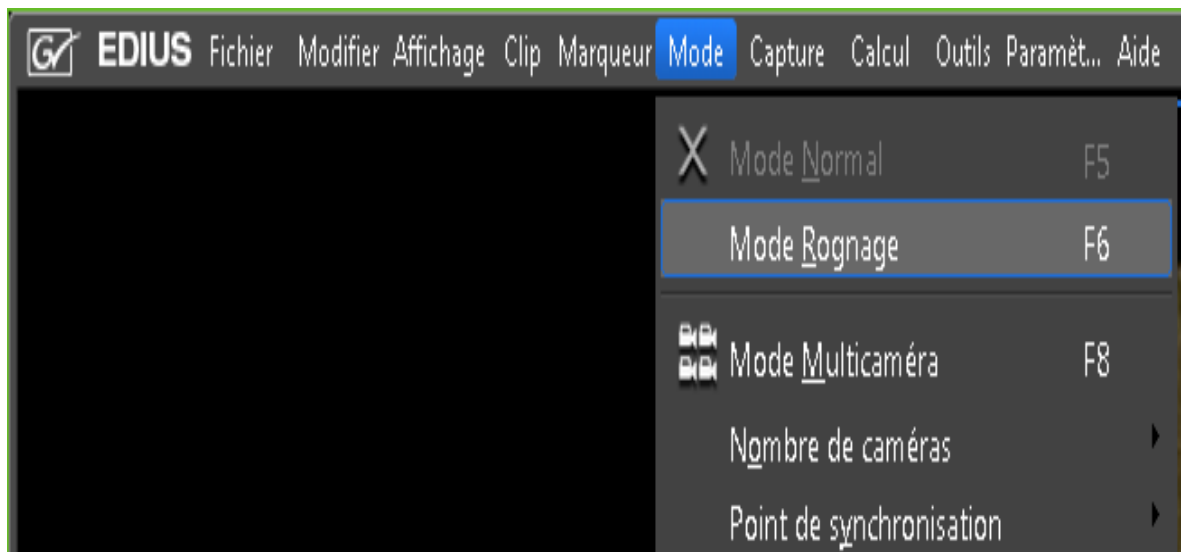 GV EDIUS Fichier Modifier Affichage Clip Marqueur Mode Capture Calcul Outils Paramèt... Aide
Mode Normal F5
Mode Rognage F6
Mode Multicaméra F8
Nombre de caméras
Point de synchronisation